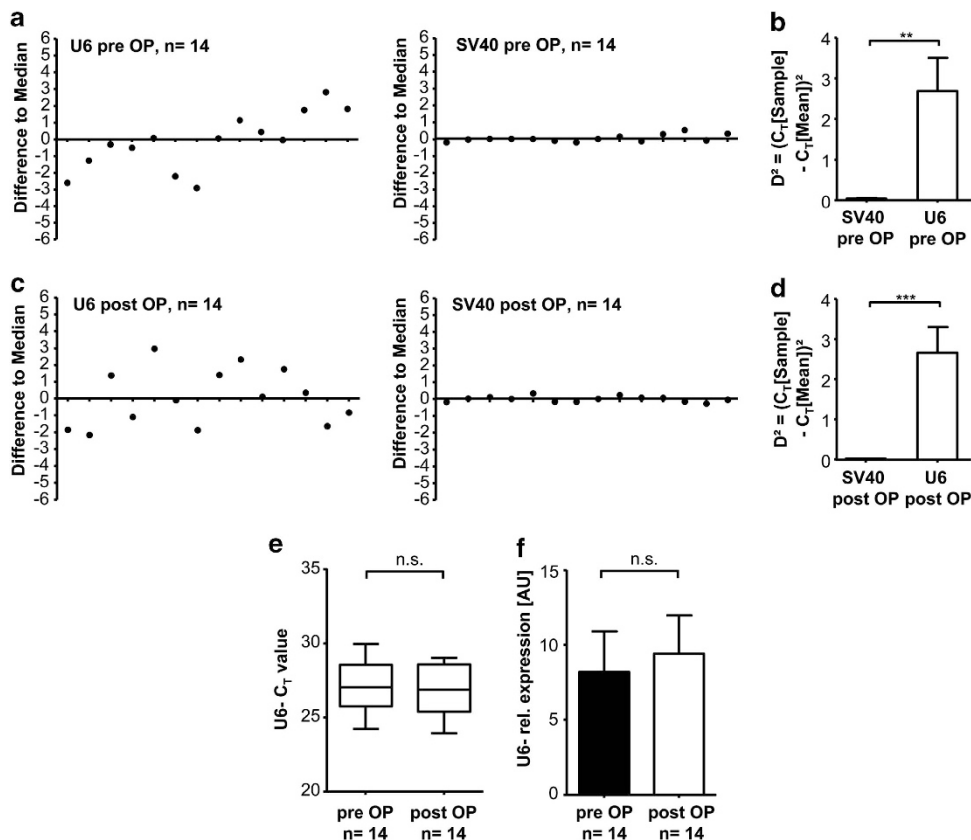 a
U6 pre OP, n= 14
Difference to Median
6
5
4
3
2
1
0
-1
-2
-3
-4
-5
-6
SV40 pre OP, n= 14
Difference to Median
6
5
4
3
2
1
0
-1
-2
-3
-4
-5
-6
b
**
D² = (CT[Sample]
- CT[Mean])²
4
3
2
1
0
SV40
pre OP
U6
pre OP
c
U6 post OP, n= 14
Difference to Median
6
5
4
3
2
1
0
-1
-2
-3
-4
-5
-6
SV40 post OP, n= 14
Difference to Median
6
5
4
3
2
1
0
-1
-2
-3
-4
-5
-6
d
***
D² = (CT[Sample]
- CT[Mean])²
4
3
2
1
0
SV40
post OP
U6
post OP
e
n.s.
U6- CT value
35
30
25
20
pre OP
n= 14
post OP
n= 14
f
n.s.
U6- rel. expression [AU]
15
10
5
0
pre OP
n= 14
post OP
n= 14